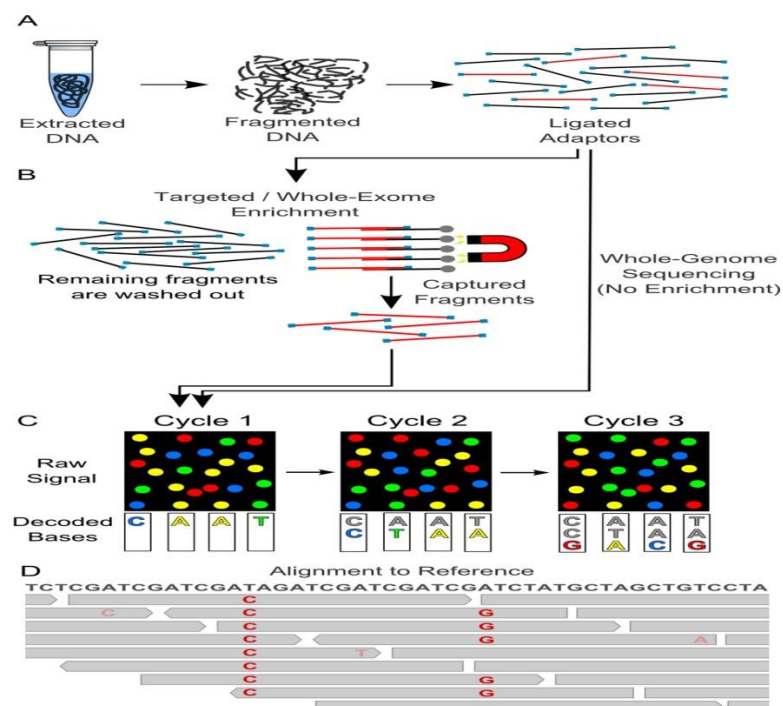 A
Extracted
DNA
Fragmented
DNA
Ligated
Adaptors
B
Targeted / Whole-Exome
Enrichment
Remaining fragments
are washed out
Captured
Fragments
Whole-Genome
Sequencing
(No Enrichment)
C
Cycle 1
Cycle 2
Cycle 3
Raw
Signal
Decoded
Bases
C A A T
C A A T
C T A A
C A A T
C T A A
G A C G
D
Alignment to Reference
TCTCGATCGATCGATAGATCGATCGATCGATCTATGCTAGCTGTCCTA
C
C C G
C G
C G A
C T
C
C G
C G